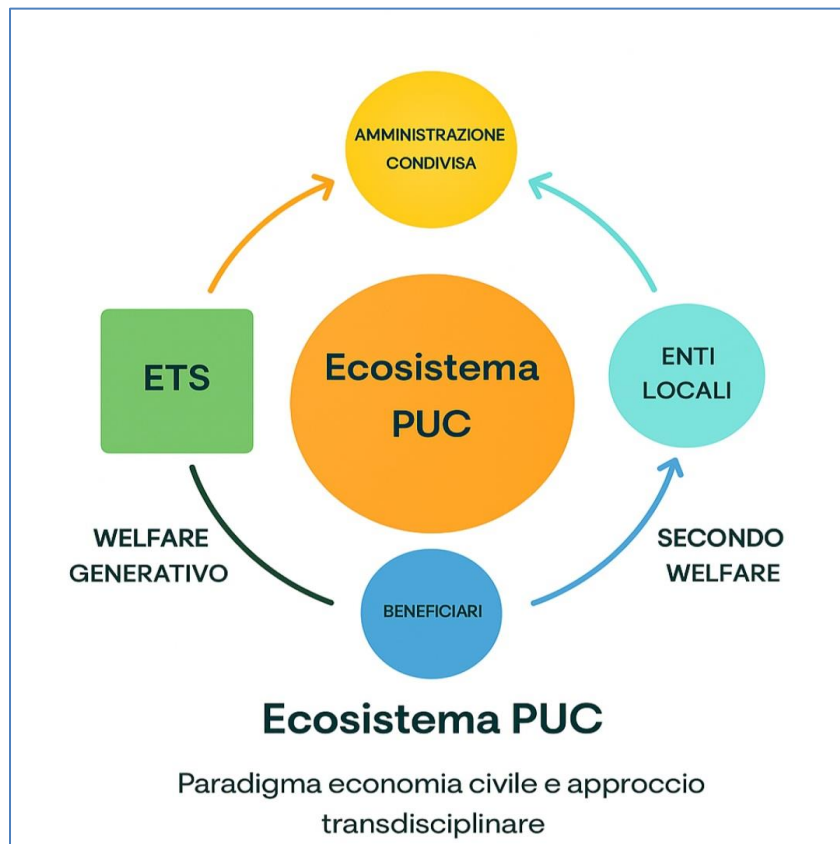 AMMINISTRAZIONE
CONDIVISA
ETS
Ecosistema
PUC
ENTI
LOCALI
WELFARE
GENERATIVO
SECONDO
WELFARE
BENEFICIARI
Ecosistema PUC
Paradigma economia civile e approccio
transdisciplinare